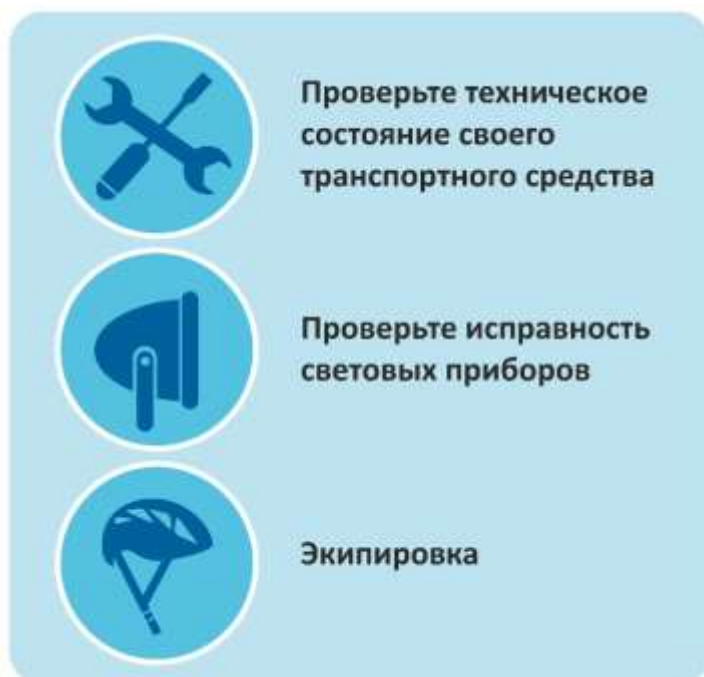 Проверьте техническое
состояние своего
транспортного средства
Проверьте исправность
световых приборов
Экипировка